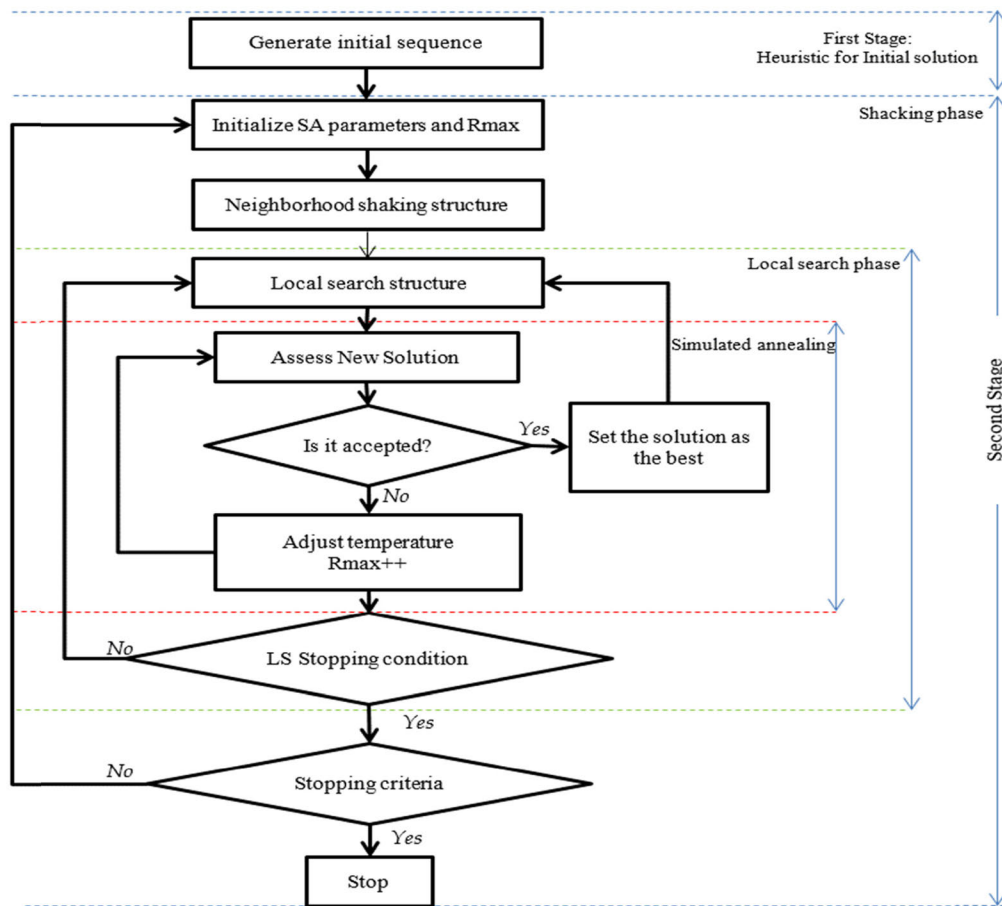 Generate initial sequence
First Stage:
Heuristic for Initial solution
Initialize SA parameters and Rmax
Shacking phase
Neighborhood shaking structure
Local search phase
Local search structure
Simulated annealing
Assess New Solution
Is it accepted?
Yes
Set the solution as
the best
No
Adjust temperature
Rmax++
No
LS Stopping condition
Yes
No
Stopping criteria
Yes
Stop
Second Stage